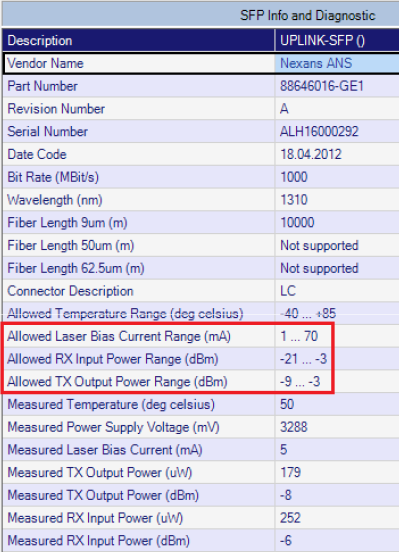 SFP Info and Diagnostic
Description UPLINK-SFP ()
Vendor Name Nexans ANS
Part Number 88646016-GE1
Revision Number A
Serial Number ALH16000292
Date Code 18.04.2012
Bit Rate (MBit/s) 1000
Wavelength (nm) 1310
Fiber Length 9um (m) 10000
Fiber Length 50um (m) Not supported
Fiber Length 62.5um (m) Not supported
Connector Description LC
Allowed Temperature Range (deg celsius) -40 ... +85
Allowed Laser Bias Current Range (mA) 1 ... 70
Allowed RX Input Power Range (dBm) -21 ... -3
Allowed TX Output Power Range (dBm) -9 ... -3
Measured Temperature (deg celsius) 50
Measured Power Supply Voltage (mV) 3288
Measured Laser Bias Current (mA) 5
Measured TX Output Power (uW) 179
Measured TX Output Power (dBm) -8
Measured RX Input Power (uW) 252
Measured RX Input Power (dBm) -6